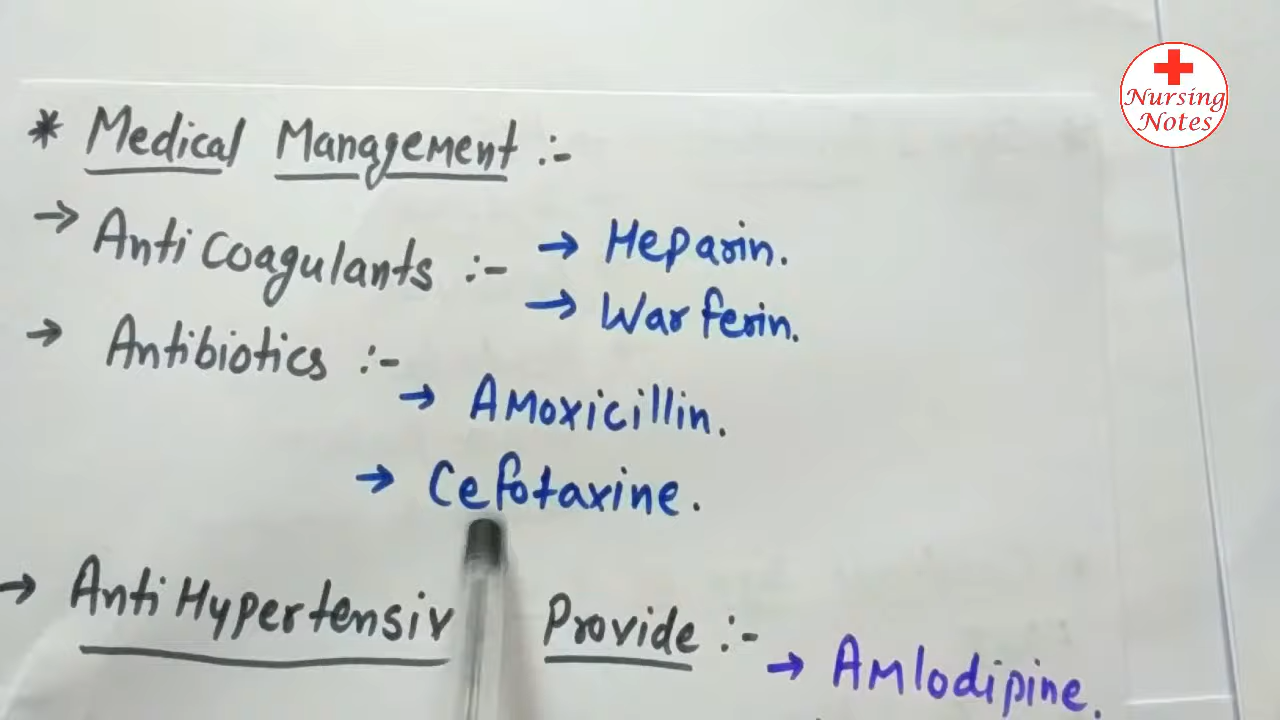 * Medical Management :-
→ Anti Coagulants :- → Heparin.
→ Warferin.
→ Antibiotics :-
→ Amoxicillin.
→ Cefotaxine.
→ Anti Hypertensiv Provide :-
→ Amlodipine.
Nursing
Notes